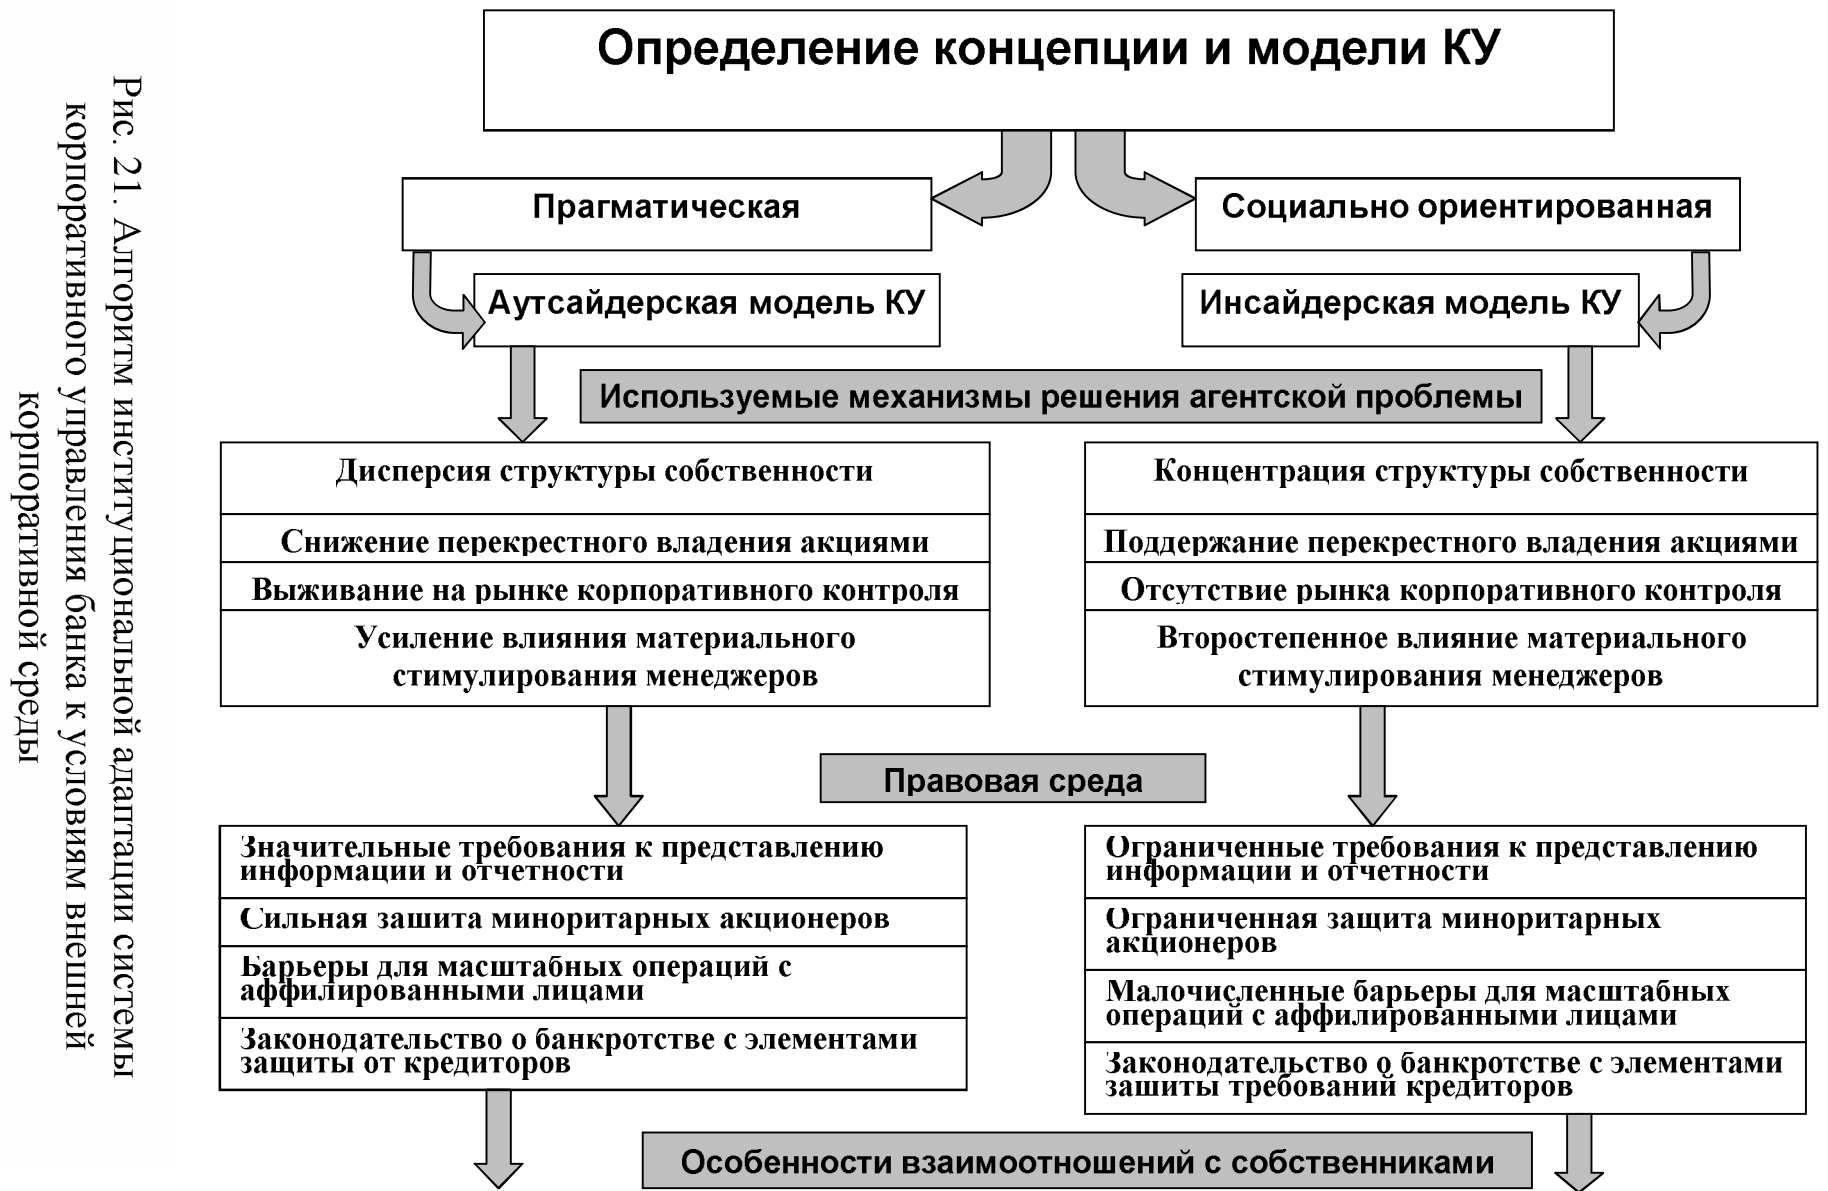 Определение концепции и модели КУ
Прагматическая
Социально ориентированная
Аутсайдерская модель КУ
Инсайдерская модель КУ
Используемые механизмы решения агентской проблемы
Дисперсия структуры собственности
Снижение перекрестного владения акциями
Выживание на рынке корпоративного контроля
Усиление влияния материального
стимулирования менеджеров
Концентрация структуры собственности
Поддержание перекрестного владения акциями
Отсутствие рынка корпоративного контроля
Второстепенное влияние материального
стимулирования менеджеров
Правовая среда
Значительные требования к представлению
информации и отчетности
Сильная зашита миноритарных акционеров
Барьеры для масштабных операций с
аффилированными лицами
Законодательство о банкротстве с элементами
защиты от кредиторов
Ограниченные требования к представлению
информации и отчетности
Ограниченная защита миноритарных
акционеров
Малочисленные барьеры для масштабных
операций с аффилированными лицами
Законодательство о банкротстве с элементами
зашиты требований кредиторов
Особенности взаимоотношений с собственниками
Рис. 21. Алгоритм институциональной адаптации системы
корпоративного управления банка к условиям внешней
корпоративной среды